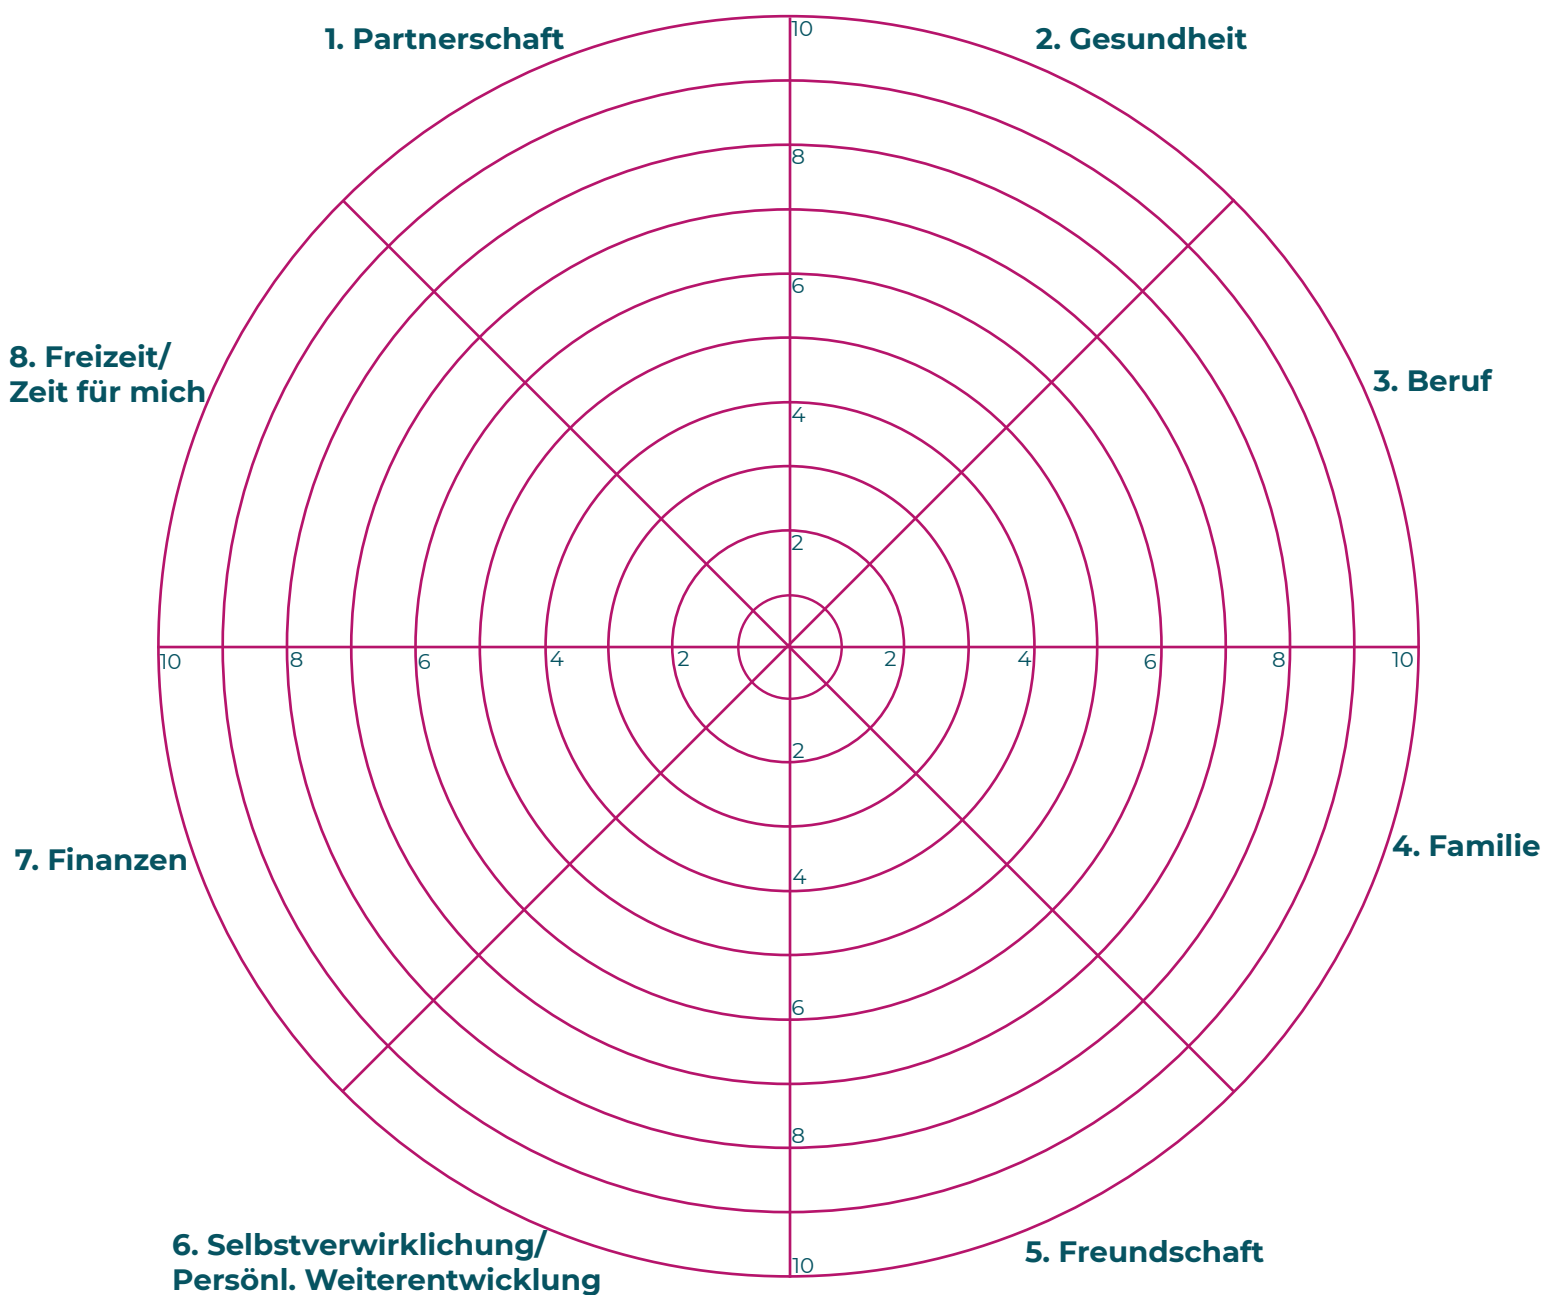 1. Partnerschaft
2. Gesundheit
10
8
6
8. Freizeit/
Zeit für mich
3. Beruf
4
2
10 8 6 4 2 2 4 6 8 10
2
7. Finanzen
4. Familie
4
6
8
6. Selbstverwirklichung/
Persönl. Weiterentwicklung
5. Freundschaft
10